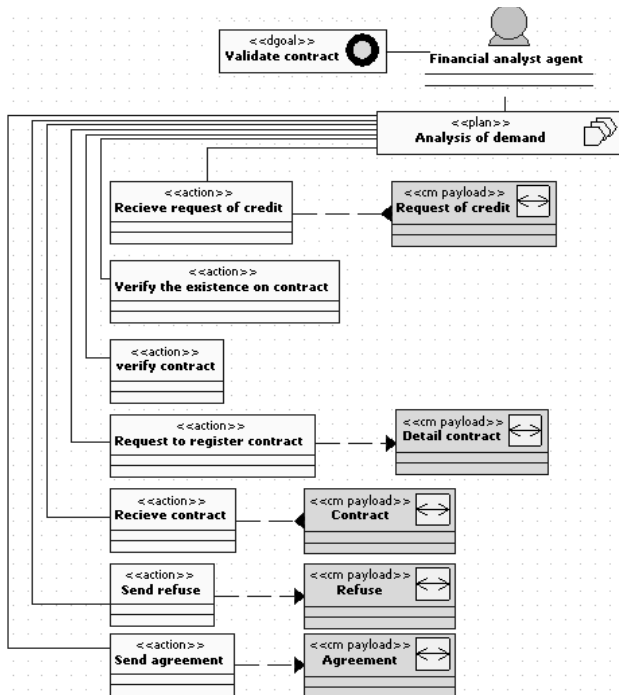 <<dgoal>>
Validate contract
Financial analyst agent
<<plan>>
Analysis of demand
<<action>>
Recieve request of credit
<<cm payload>>
Request of credit
<<action>>
Verify the existence on contract
<<action>>
verify contract
<<action>>
Request to register contract
<<cm payload>>
Detail contract
<<action>>
Recieve contract
<<cm payload>>
Contract
<<action>>
Send refuse
<<cm payload>>
Refuse
<<action>>
Send agreement
<<cm payload>>
Agreement